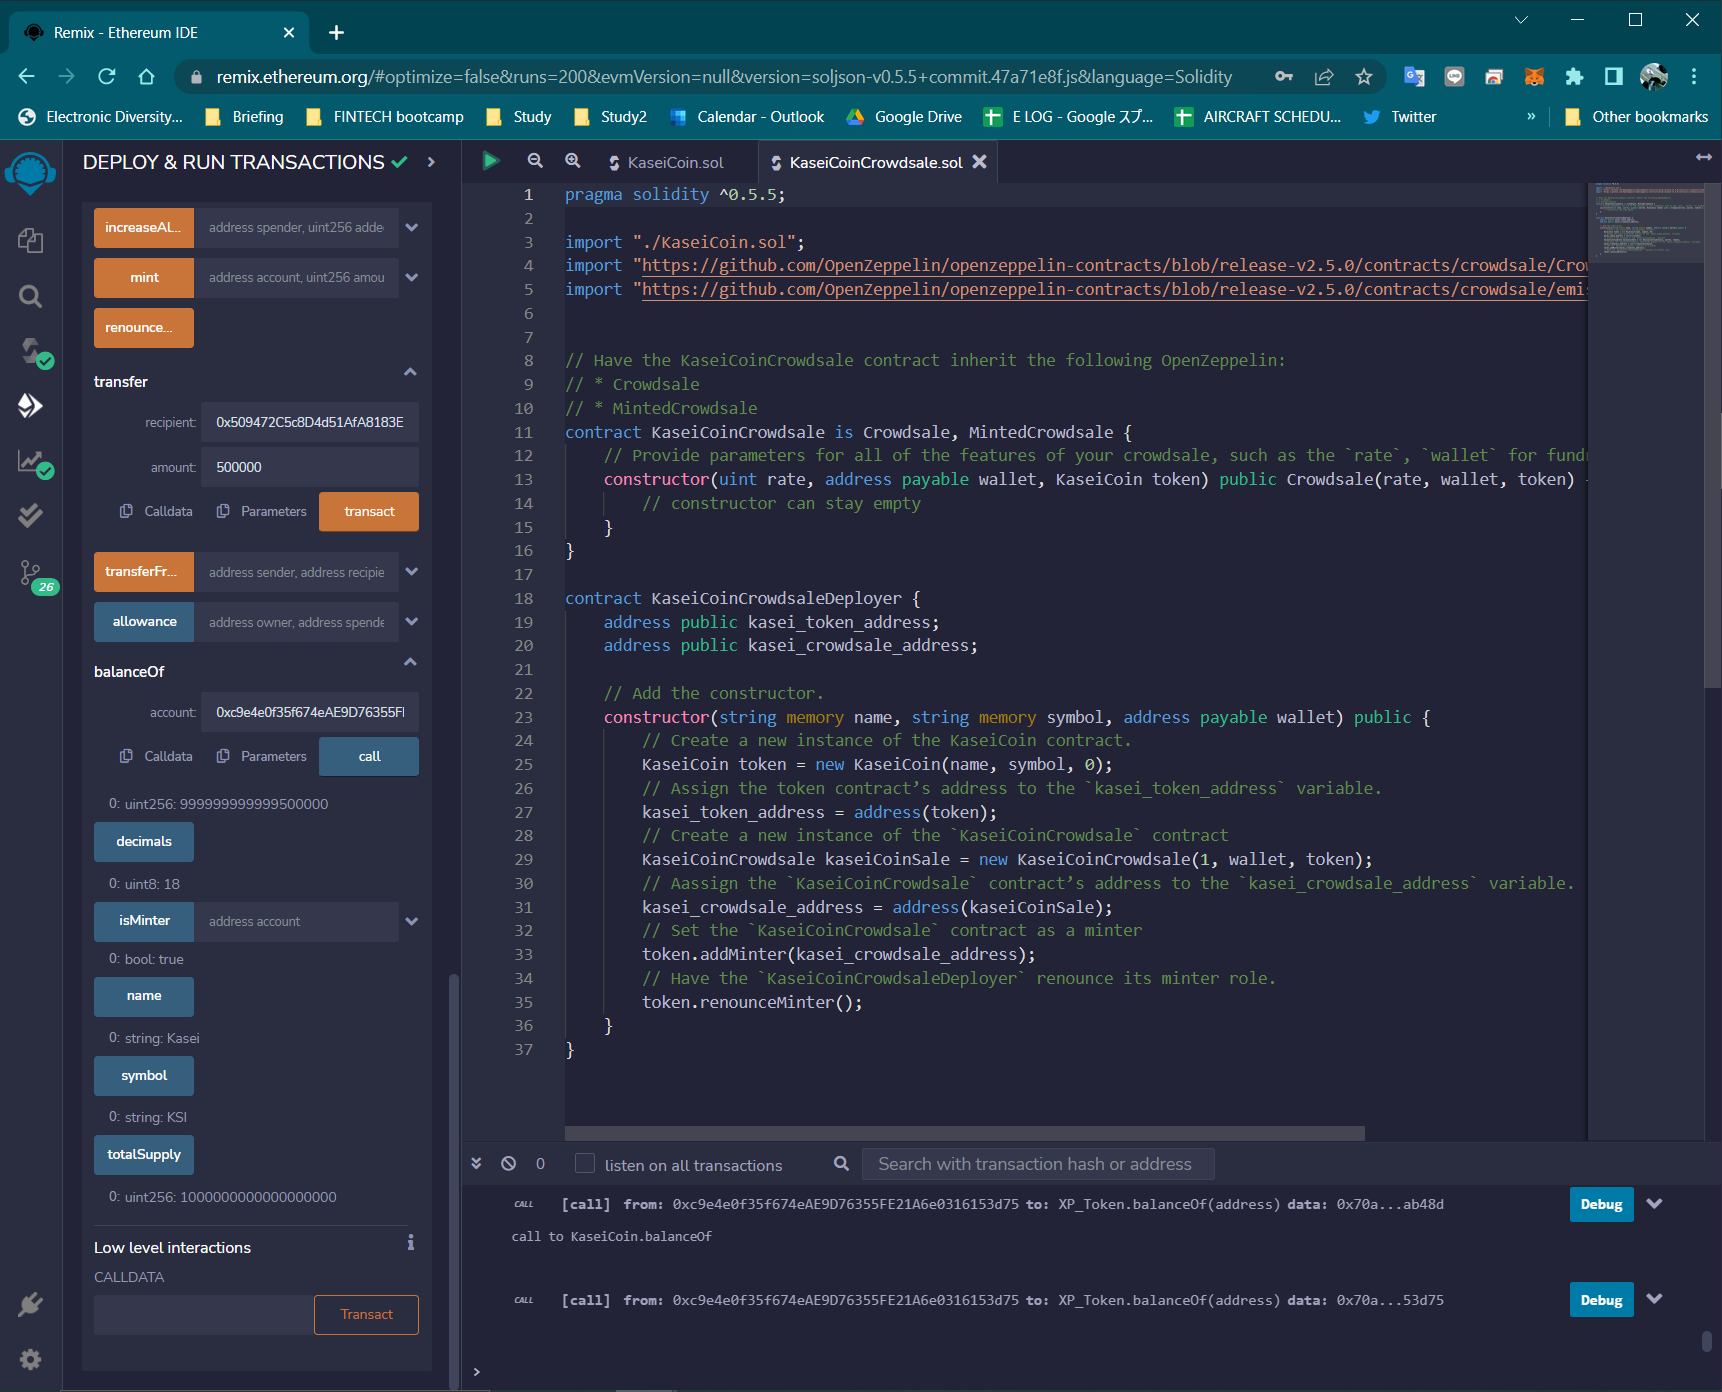 Remix - Ethereum IDE
remix.ethereum.org/#optimize=false&runs=200&evmVersion=null&version=soljson-v0.5.5+commit.47a71e8f.js&language=Solidity
Electronic Diversity...
Briefing
FINTECH bootcamp
Study
Study2
Calendar - Outlook
Google Drive
E LOG - Google スプ...
AIRCRAFT SCHEDU...
Twitter
»
Other bookmarks
DEPLOY & RUN TRANSACTIONS
26
increaseAl...
address spender, uint256 adde
mint
address account, uint256 amou
renounce...
transfer
recipient:
0x509472C5c8D4d51AfA8183E
amount:
500000
Calldata
Parameters
transact
transferFr...
address sender, address recipie
allowance
address owner, address spende
balanceOf
account:
0xc9e4e0f35f674eAE9D76355Fl
Calldata
Parameters
call
0: uint256: 999999999999500000
decimals
0: uint8: 18
isMinter
address account
0: bool: true
name
0: string: Kasei
symbol
0: string: KSI
totalSupply
0: uint256: 1000000000000000000
Low level interactions
CALLDATA
Transact
KaseiCoin.sol
KaseiCoinCrowdsale.sol
1 pragma solidity ^0.5.5;
2
3 import "./KaseiCoin.sol";
4 import "https://github.com/OpenZeppelin/openzeppelin-contracts/blob/release-v2.5.0/contracts/crowdsale/Crow
5 import "https://github.com/OpenZeppelin/openzeppelin-contracts/blob/release-v2.5.0/contracts/crowdsale/emis
6
7
8 // Have the KaseiCoinCrowdsale contract inherit the following OpenZeppelin:
9 // * Crowdsale
10 // * MintedCrowdsale
11 contract KaseiCoinCrowdsale is Crowdsale, MintedCrowdsale {
12 // Provide parameters for all of the features of your crowdsale, such as the `rate`, `wallet` for fundr
13 constructor(uint rate, address payable wallet, KaseiCoin token) public Crowdsale(rate, wallet, token) {
14 // constructor can stay empty
15 }
16 }
17
18 contract KaseiCoinCrowdsaleDeployer {
19 address public kasei_token_address;
20 address public kasei_crowdsale_address;
21
22 // Add the constructor.
23 constructor(string memory name, string memory symbol, address payable wallet) public {
24 // Create a new instance of the KaseiCoin contract.
25 KaseiCoin token = new KaseiCoin(name, symbol, 0);
26 // Assign the token contract’s address to the `kasei_token_address` variable.
27 kasei_token_address = address(token);
28 // Create a new instance of the `KaseiCoinCrowdsale` contract
29 KaseiCoinCrowdsale kaseiCoinSale = new KaseiCoinCrowdsale(1, wallet, token);
30 // Aassign the `KaseiCoinCrowdsale` contract’s address to the `kasei_crowdsale_address` variable.
31 kasei_crowdsale_address = address(kaseiCoinSale);
32 // Set the `KaseiCoinCrowdsale` contract as a minter
33 token.addMinter(kasei_crowdsale_address);
34 // Have the `KaseiCoinCrowdsaleDeployer` renounce its minter role.
35 token.renounceMinter();
36 }
37 }
0
listen on all transactions
Search with transaction hash or address
CALL [call] from: 0xc9e4e0f35f674eAE9D76355FE21A6e0316153d75 to: XP_Token.balanceOf(address) data: 0x70a...ab48d
Debug
call to KaseiCoin.balanceOf
CALL [call] from: 0xc9e4e0f35f674eAE9D76355FE21A6e0316153d75 to: XP_Token.balanceOf(address) data: 0x70a...53d75
Debug
>